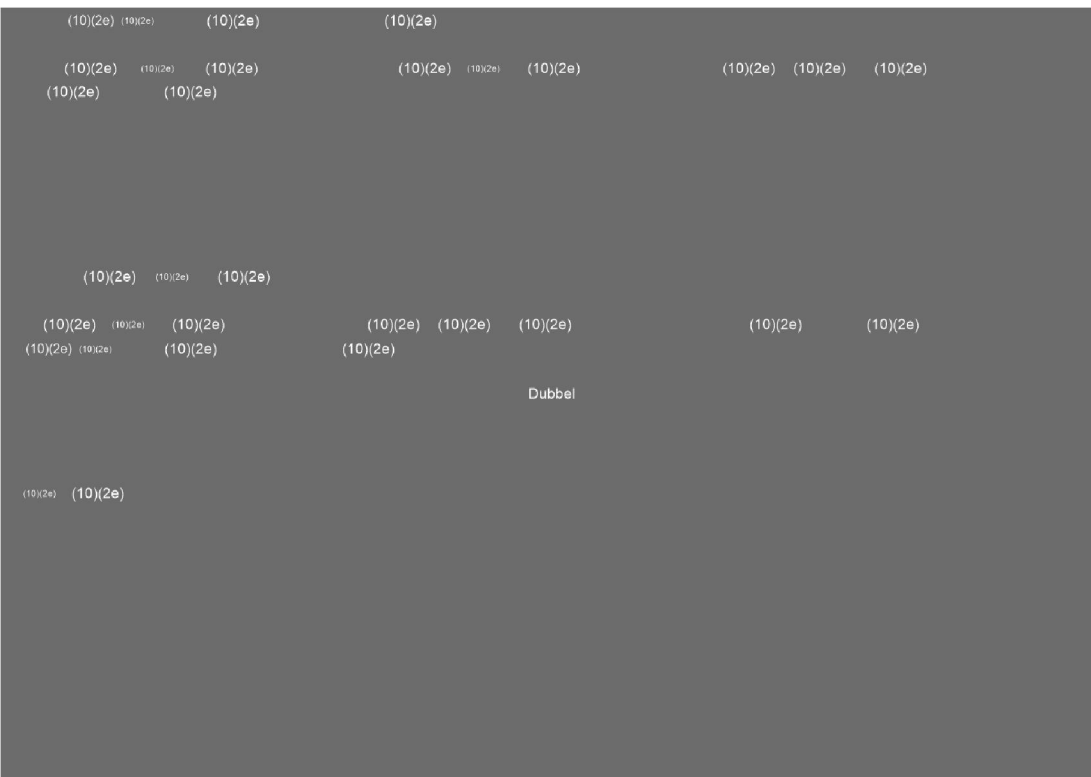 (10)(2e) (10)(2e) (10)(2e) (10)(2e)
(10)(2e) (10)(2e) (10)(2e) (10)(2e) (10)(2e) (10)(2e) (10)(2e) (10)(2e) (10)(2e)
(10)(2e) (10)(2e)
(10)(2e) (10)(2e) (10)(2e)
(10)(2e) (10)(2e) (10)(2e) (10)(2e) (10)(2e) (10)(2e) (10)(2e) (10)(2e)
(10)(2e) (10)(2e) (10)(2e) (10)(2e)
Dubbel
(10)(2e) (10)(2e)